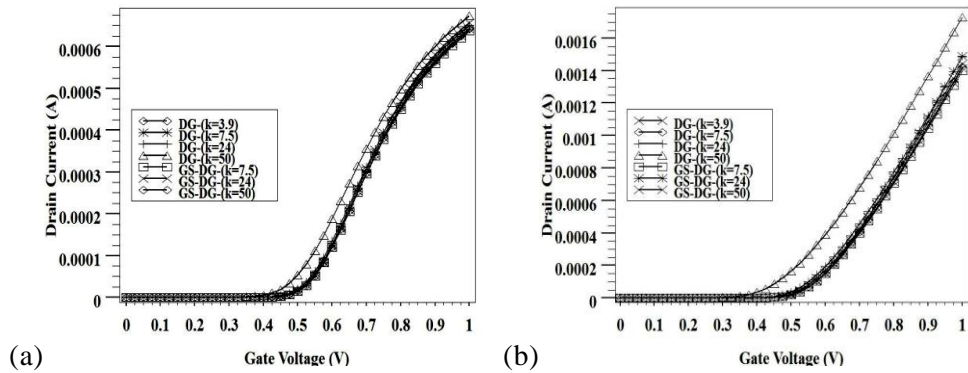 Drain Current (A)
0.0006
0.0005
0.0004
0.0003
0.0002
0.0001
0
DG-(k=3.9)
DG-(k=7.5)
DG-(k=24)
DG-(k=50)
GS-DG-(k=7.5)
GS-DG-(k=24)
GS-DG-(k=50)
0 0.1 0.2 0.3 0.4 0.5 0.6 0.7 0.8 0.9 1
Gate Voltage (V)
(a)
Drain Current (A)
0.0016
0.0014
0.0012
0.001
0.0008
0.0006
0.0004
0.0002
0
DG-(k=3.9)
DG-(k=7.5)
DG-(k=24)
DG-(k=50)
GS-DG-(k=7.5)
GS-DG-(k=24)
GS-DG-(k=50)
0 0.1 0.2 0.3 0.4 0.5 0.6 0.7 0.8 0.9 1
Gate Voltage (V)
(b)